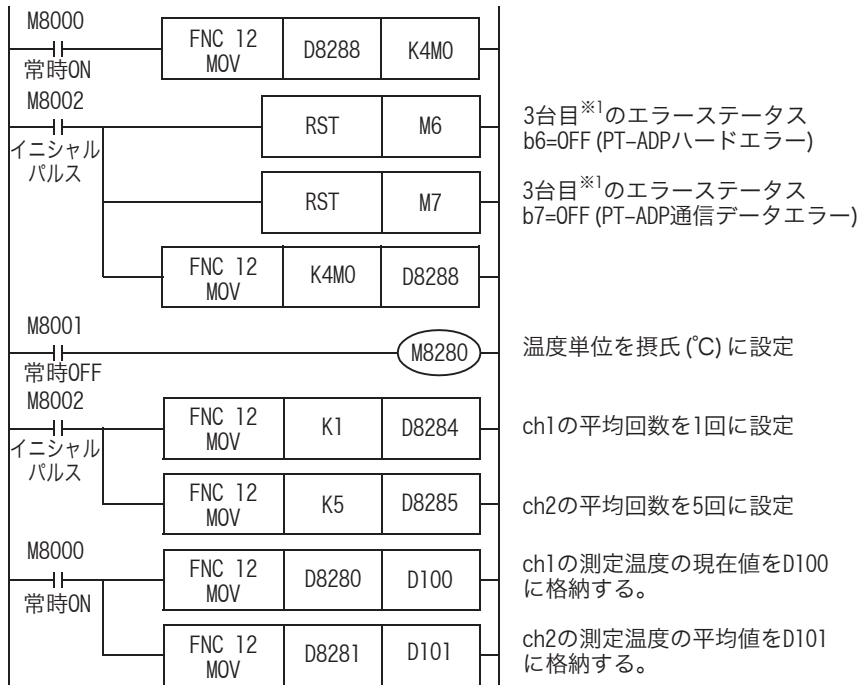 M8000
常時ON
FNC 12
MOV
D8288
K4M0
M8002
イニシャル
パルス
RST
M6
3台目※1のエラーステータス
b6=OFF (PT-ADPハードエラー)
RST
M7
3台目※1のエラーステータス
b7=OFF (PT-ADP通信データエラー)
FNC 12
MOV
K4M0
D8288
M8001
常時OFF
M8280
温度単位を摂氏 (℃) に設定
M8002
イニシャル
パルス
FNC 12
MOV
K1
D8284
ch1の平均回数を1回に設定
FNC 12
MOV
K5
D8285
ch2の平均回数を5回に設定
M8000
常時ON
FNC 12
MOV
D8280
D100
ch1の測定温度の現在値をD100
に格納する。
FNC 12
MOV
D8281
D101
ch2の測定温度の平均値をD101
に格納する。